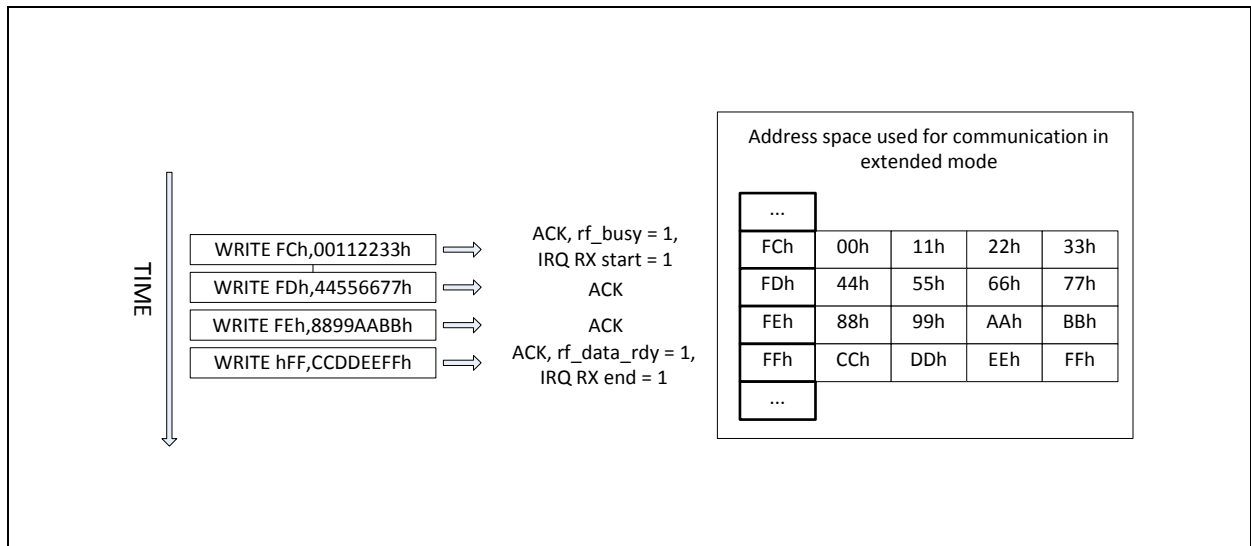 TIME
WRITE FCh,00112233h
ACK, rf_busy = 1,
IRQ RX start = 1
WRITE FDh,44556677h
ACK
WRITE FEh,8899AABBh
ACK
WRITE hFF,CCDDEEFFh
ACK, rf_data_rdy = 1,
IRQ RX end = 1
Address space used for communication in
extended mode
...
FCh 00h 11h 22h 33h
FDh 44h 55h 66h 77h
FEh 88h 99h AAh BBh
FFh CCh DDh EEh FFh
...